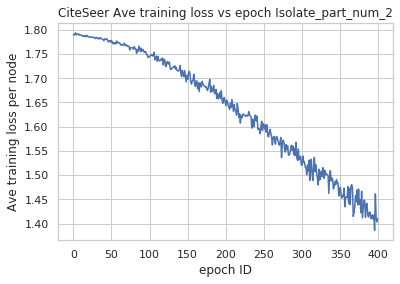 CiteSeer Ave training loss vs epoch Isolate_part_num_2
Ave training loss per node
1.80
1.75
1.70
1.65
1.60
1.55
1.50
1.45
1.40
0 50 100 150 200 250 300 350 400
epoch ID